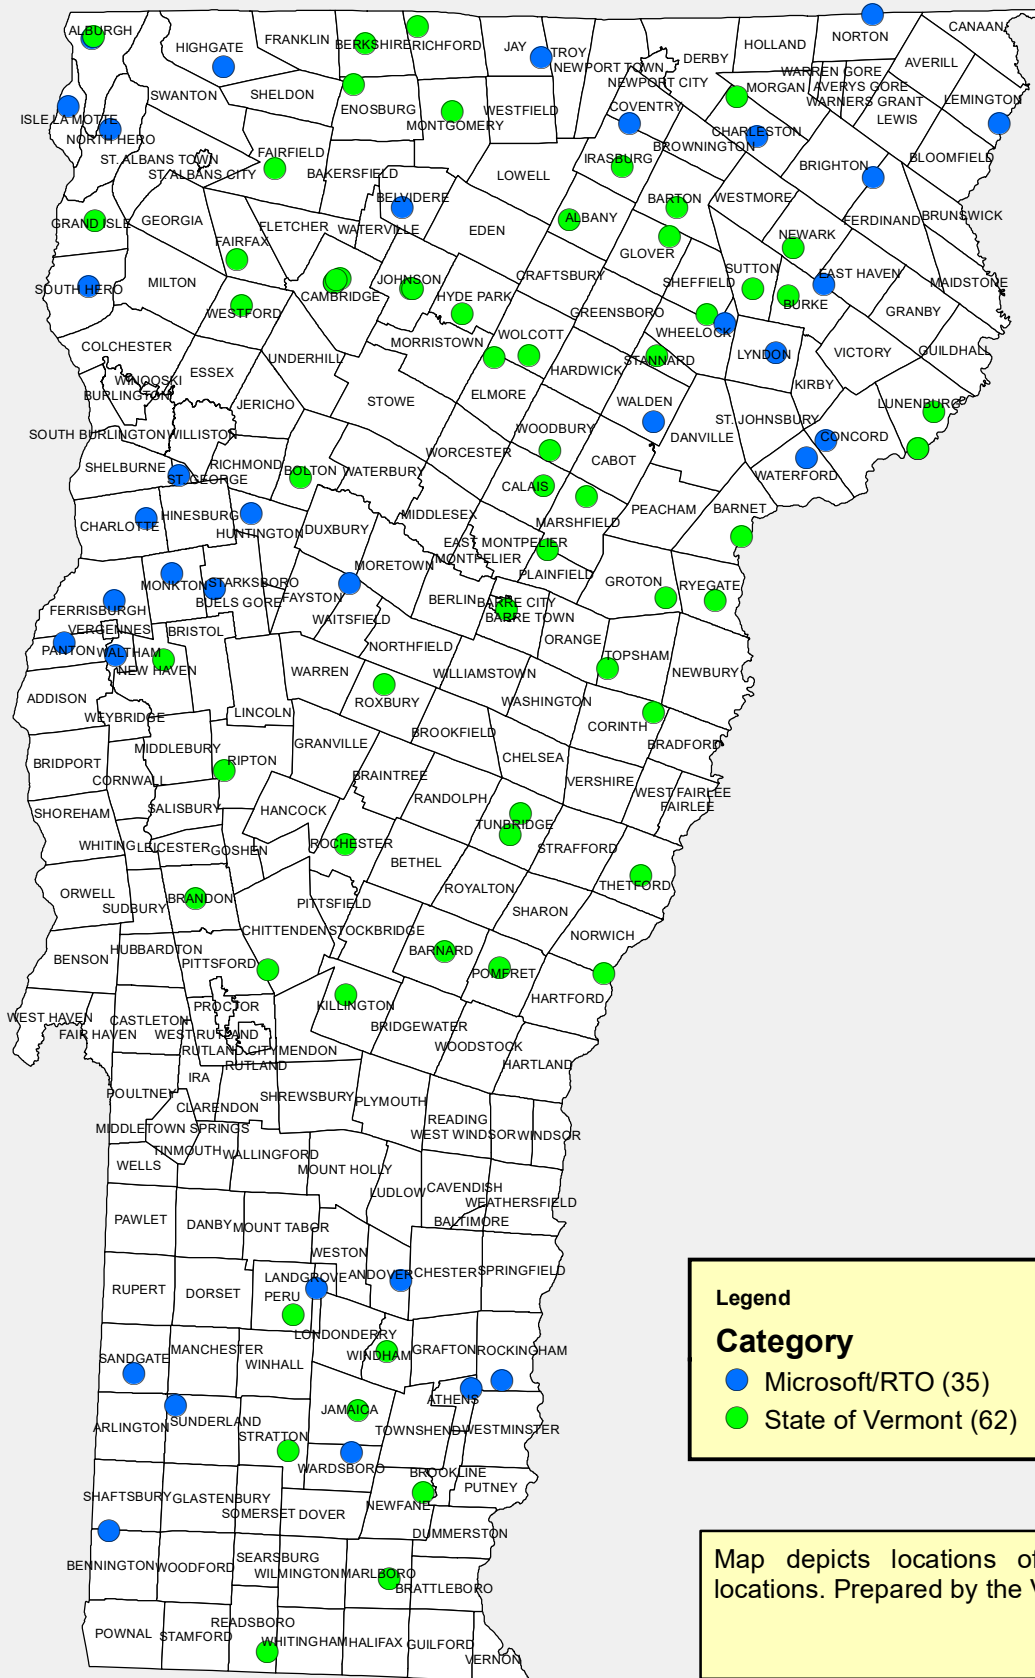 ALBURGH
HIGHGATE
FRANKLIN
BERKSHIRE
RICHFORD
JAY
TROY
NEWPORT TOWN
NEWPORT CITY
DERBY
HOLLAND
NORTON
CANAAN
AVERILL
WARREN GORE
AVERYS GORE
WARNERS GRANT
LEWIS
LEMINGTON
MORGAN
SWANTON
SHELDON
ENOSBURG
MONTGOMERY
WESTFIELD
COVENTRY
ISLE LA MOTTE
NORTH HERO
CHARLESTON
BROWNINGTON
ST. ALBANS TOWN
ST. ALBANS CITY
FAIRFIELD
BAKERSFIELD
LOWELL
IRASBURG
BRIGHTON
BLOOMFIELD
BELVIDERE
WATERVILLE
EDEN
ALBANY
BARTON
WESTMORE
FERDINAND
BRUNSWICK
GRAND ISLE
GEORGIA
FLETCHER
FAIRFAX
GLOVER
NEWARK
SOUTH HERO
MILTON
CAMBRIDGE
JOHNSON
HYDE PARK
CRAFTSBURY
SHEFFIELD
SUTTON
EAST HAVEN
MAIDSTONE
WESTFORD
GREENSBORO
BURKE
GRANBY
COLCHESTER
UNDERHILL
MORRISTOWN
WOLCOTT
WHEELOCK
STANNARD
LYNDON
VICTORY
GUILDHALL
WINOOSKI
BURLINGTON
ESSEX
JERICHO
STOWE
ELMORE
HARDWICK
KIRBY
WALDEN
LUNENBURG
SOUTH BURLINGTON
WILLISTON
WOODBURY
DANVILLE
ST. JOHNSBURY
CONCORD
SHELBURNE
ST. GEORGE
RICHMOND
BOLTON
WATERBURY
WORCESTER
CABOT
WATERFORD
CALAIS
CHARLOTTE
HINESBURG
HUNTINGTON
DUXBURY
MIDDLESEX
MARSHFIELD
PEACHAM
BARNET
EAST MONTPELIER
MONTPELIER
PLAINFIELD
MORETOWN
MONKTON
STARKSBORO
BUELS GORE
FAYSTON
GROTON
RYEGATE
FERRISBURGH
BERLIN
BARRE CITY
BARRE TOWN
WAITSFIELD
VERGENNES
BRISTOL
NORTHFIELD
ORANGE
PANTON
WALTHAM
NEW HAVEN
WARREN
WILLIAMSTOWN
TOPSHAM
NEWBURY
ADDISON
WEYBRIDGE
LINCOLN
ROXBURY
WASHINGTON
CORINTH
BROOKFIELD
BRADFORD
MIDDLEBURY
RIPTON
GRANVILLE
CHELSEA
BRIDPORT
CORNWALL
BRAINTREE
VERSHIRE
WEST FAIRLEE
FAIRLEE
RANDOLPH
SHOREHAM
SALISBURY
HANCOCK
TUNBRIDGE
WHITING
LEICESTER
GOSHEN
ROCHESTER
BETHEL
STRAFFORD
THETFORD
ORWELL
SUDBURY
BRANDON
PITTSFIELD
ROYALTON
SHARON
CHITTENDEN
STOCKBRIDGE
NORWICH
BENSON
HUBBARDTON
PITTSFORD
BARNARD
POMFRET
HARTFORD
WEST HAVEN
FAIR HAVEN
CASTLETON
PROCTOR
WEST RUTLAND
RUTLAND CITY
RUTLAND
MENDON
KILLINGTON
BRIDGEWATER
WOODSTOCK
HARTLAND
POULTNEY
IRA
CLARENDON
SHREWSBURY
PLYMOUTH
READING
WEST WINDSOR
WINDSOR
MIDDLETOWN SPRINGS
TINMOUTH
WALLINGFORD
WELLS
MOUNT HOLLY
LUDLOW
CAVENDISH
WEATHERSFIELD
BALTIMORE
PAWLET
DANBY
MOUNT TABOR
WESTON
RUPERT
DORSET
LANDGROVE
PERU
ANDOVER
CHESTER
SPRINGFIELD
LONDONDERRY
WINDHAM
GRAFTON
ROCKINGHAM
SANDGATE
MANCHESTER
WINHALL
ATHENS
ARLINGTON
SUNDERLAND
STRATTON
JAMAICA
TOWNSHEND
WESTMINSTER
WARDSBORO
BROOKLINE
PUTNEY
SHAFTSBURY
GLASTENBURY
SOMERSET
DOVER
NEWFANE
DUMMERSTON
BENNINGTON
WOODFORD
SEARSBURG
WILMINGTON
MARLBORO
BRATTLEBORO
POWNAL
STAMFORD
READSBORO
WHITINGHAM
HALIFAX
GUILFORD
VERNON
Legend
Category
Microsoft/RTO (35)
State of Vermont (62)
Map depicts locations of
locations. Prepared by the